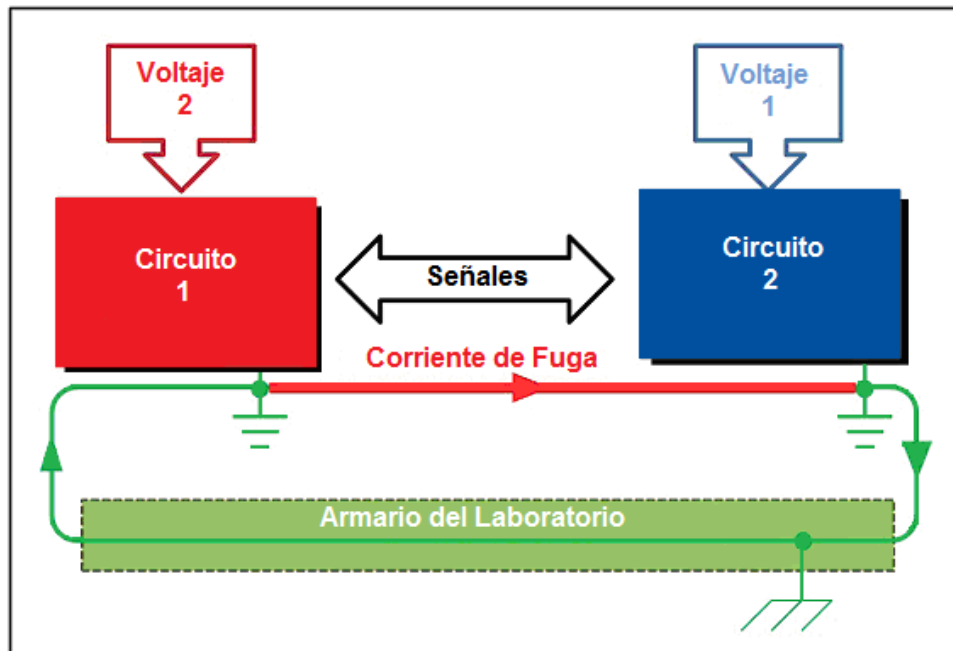 Voltaje
2
Voltaje
1
Circuito
1
Señales
Circuito
2
Corriente de Fuga
Armario del Laboratorio